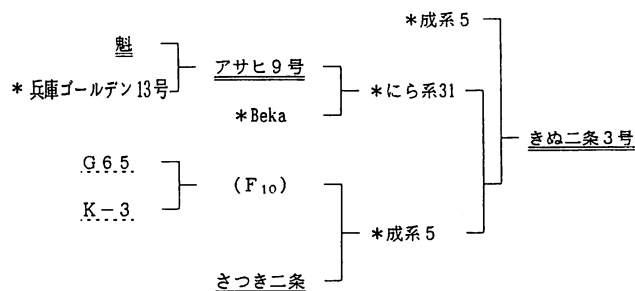 *成系5
魁
アサヒ9号
*兵庫ゴールデン13号
*にら系31
*Beka
きぬ二条3号
G65
(F₁₀)
K-3
*成系5
さつき二条